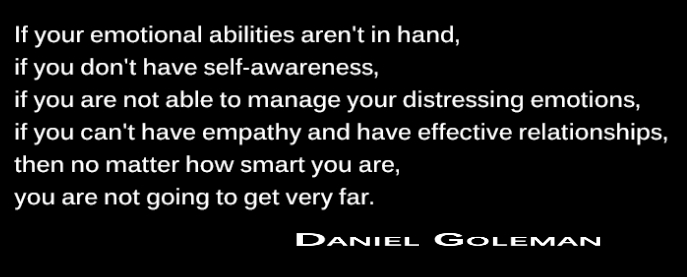 If your emotional abilities aren't in hand,
if you don't have self-awareness,
if you are not able to manage your distressing emotions,
if you can't have empathy and have effective relationships,
then no matter how smart you are,
you are not going to get very far.
DANIEL GOLEMAN